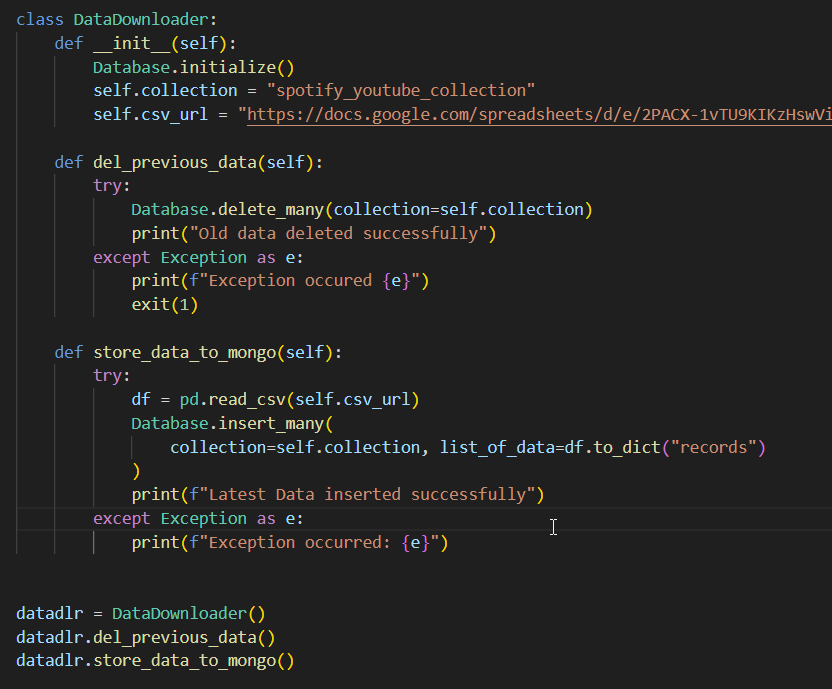 class DataDownloader:
    def __init__(self):
        Database.initialize()
        self.collection = "spotify_youtube_collection"
        self.csv_url = "https://docs.google.com/spreadsheets/d/e/2PACX-1vTU9KIKzHswVi
    def del_previous_data(self):
        try:
            Database.delete_many(collection=self.collection)
            print("Old data deleted successfully")
        except Exception as e:
            print(f"Exception occured {e}")
            exit(1)
    def store_data_to_mongo(self):
        try:
            df = pd.read_csv(self.csv_url)
            Database.insert_many(
                collection=self.collection, list_of_data=df.to_dict("records")
            )
            print(f"Latest Data inserted successfully")
        except Exception as e:
            print(f"Exception occurred: {e}")
datadlr = DataDownloader()
datadlr.del_previous_data()
datadlr.store_data_to_mongo()